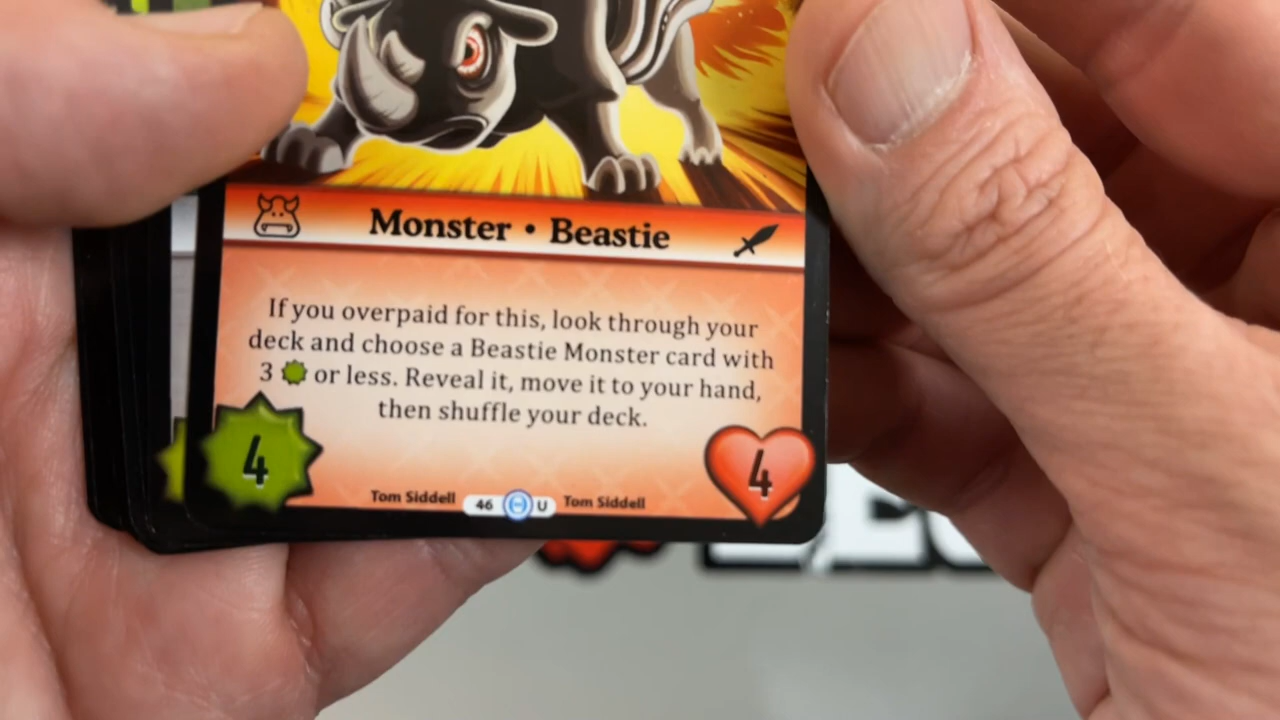 Monster • Beastie
If you overpaid for this, look through your
deck and choose a Beastie Monster card with
3 or less. Reveal it, move it to your hand,
then shuffle your deck.
4
4
Tom Siddell 46 U Tom Siddell